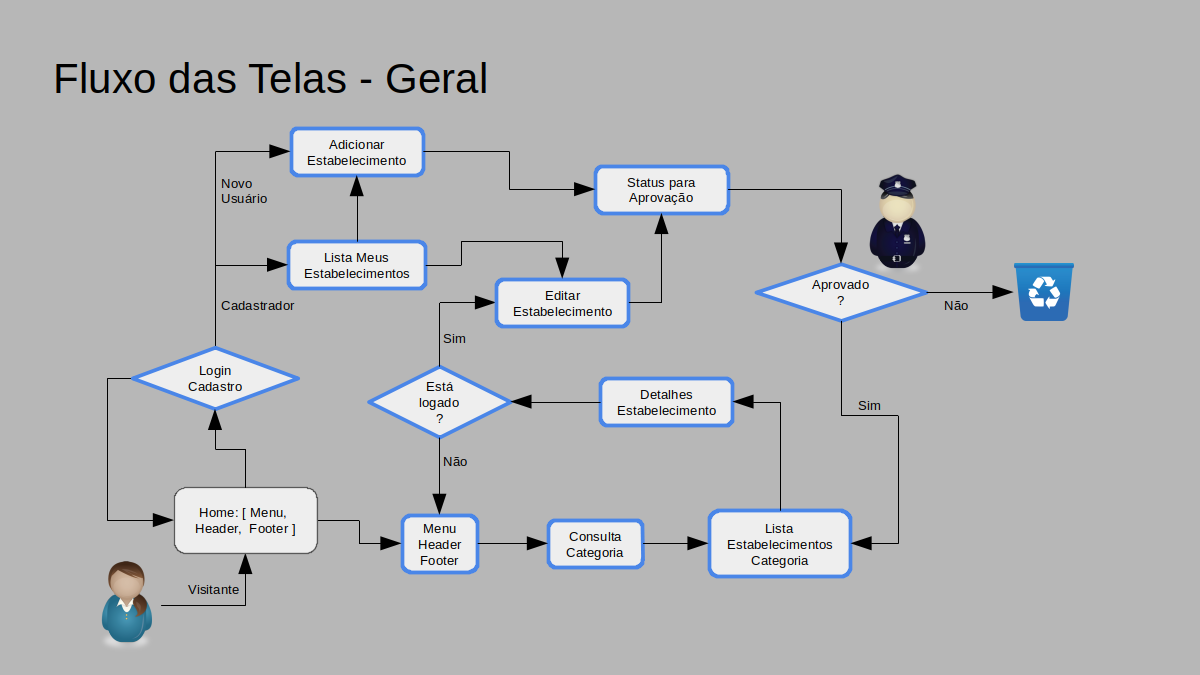 Fluxo das Telas - Geral
Adicionar
Estabelecimento
Novo
Usuário
Status para
Aprovação
Lista Meus
Estabelecimentos
Cadastrador
Editar
Estabelecimento
Aprovado
?
Não
Sim
Login
Cadastro
Está
logado
?
Detalhes
Estabelecimento
Sim
Não
Home: [ Menu,
Header, Footer ]
Menu
Header
Footer
Consulta
Categoria
Lista
Estabelecimentos
Categoria
Visitante